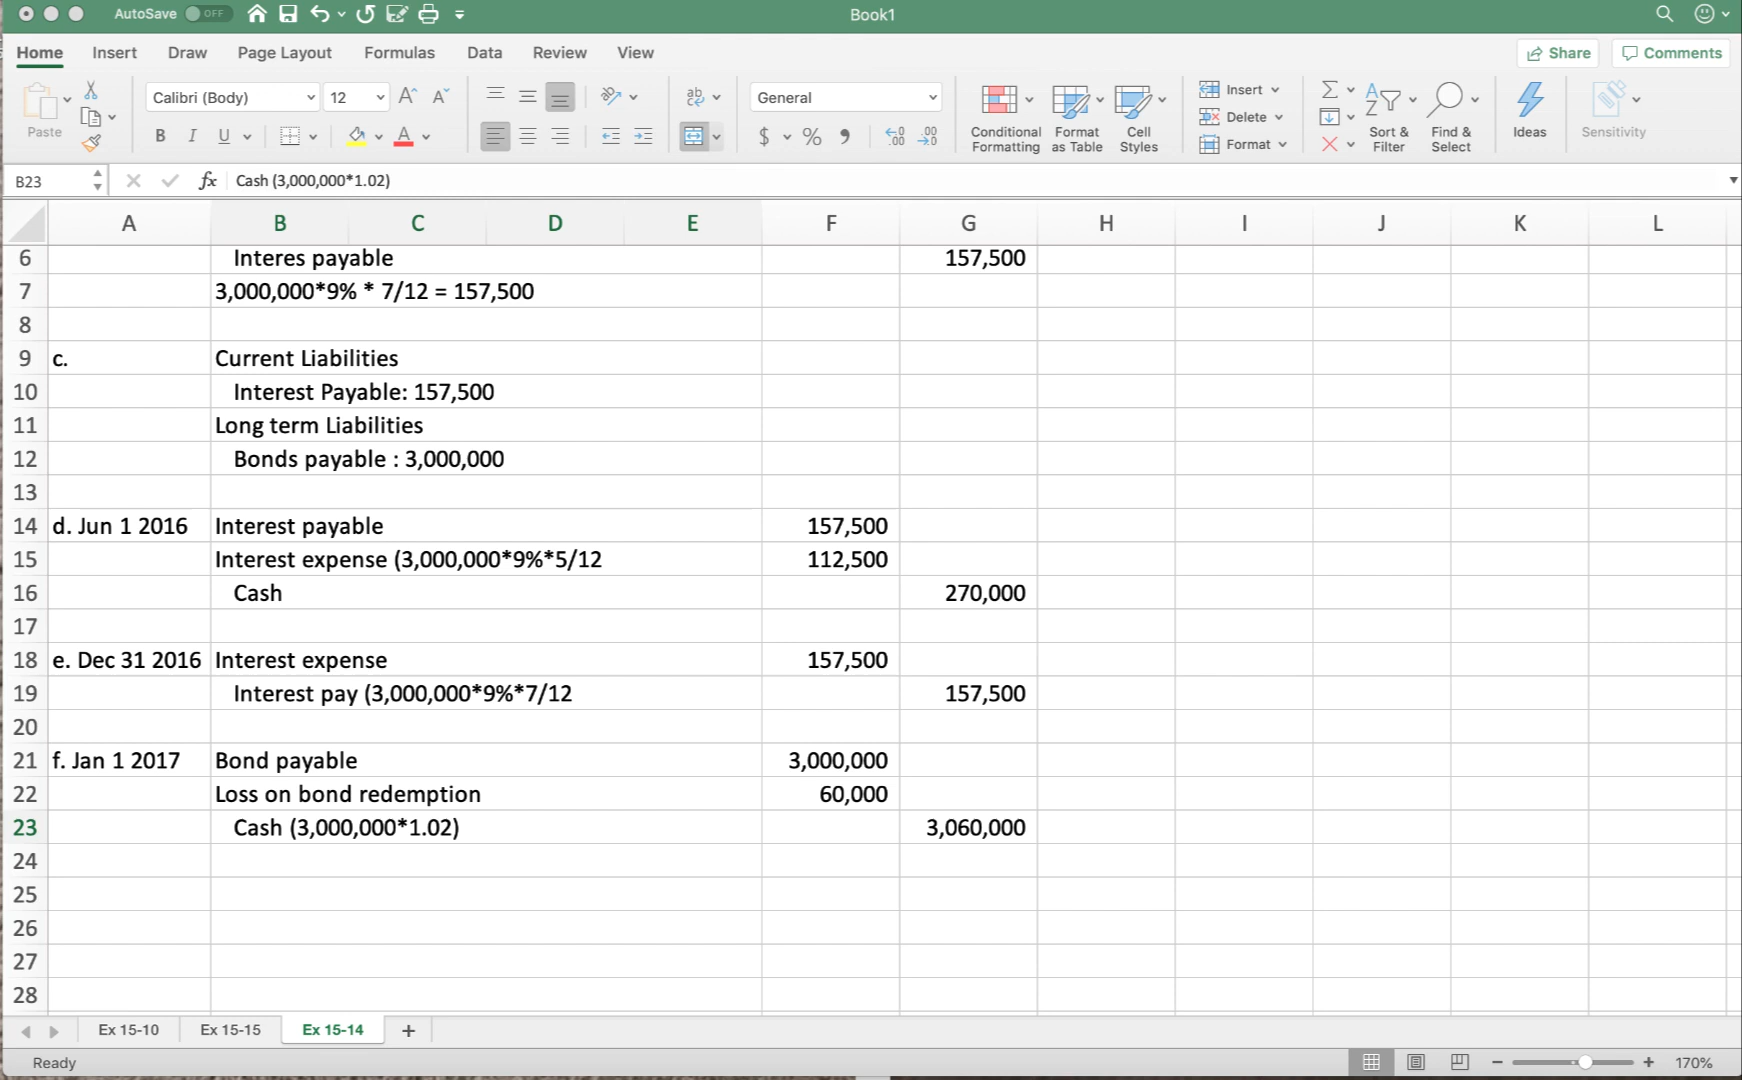 AutoSave OFF Book1
Home Insert Draw Page Layout Formulas Data Review View Share Comments
Paste Calibri (Body) 12 General Conditional Formatting Format as Table Cell Styles Insert Delete Format Sort & Filter Find & Select Ideas Sensitivity
B23 fx Cash (3,000,000*1.02)
A B C D E F G H I J K L
6 Interes payable 157,500
7 3,000,000*9% * 7/12 = 157,500
8
9 c. Current Liabilities
10 Interest Payable: 157,500
11 Long term Liabilities
12 Bonds payable : 3,000,000
13
14 d. Jun 1 2016 Interest payable 157,500
15 Interest expense (3,000,000*9%*5/12 112,500
16 Cash 270,000
17
18 e. Dec 31 2016 Interest expense 157,500
19 Interest pay (3,000,000*9%*7/12 157,500
20
21 f. Jan 1 2017 Bond payable 3,000,000
22 Loss on bond redemption 60,000
23 Cash (3,000,000*1.02) 3,060,000
24
25
26
27
28
Ex 15-10 Ex 15-15 Ex 15-14 +
Ready 170%